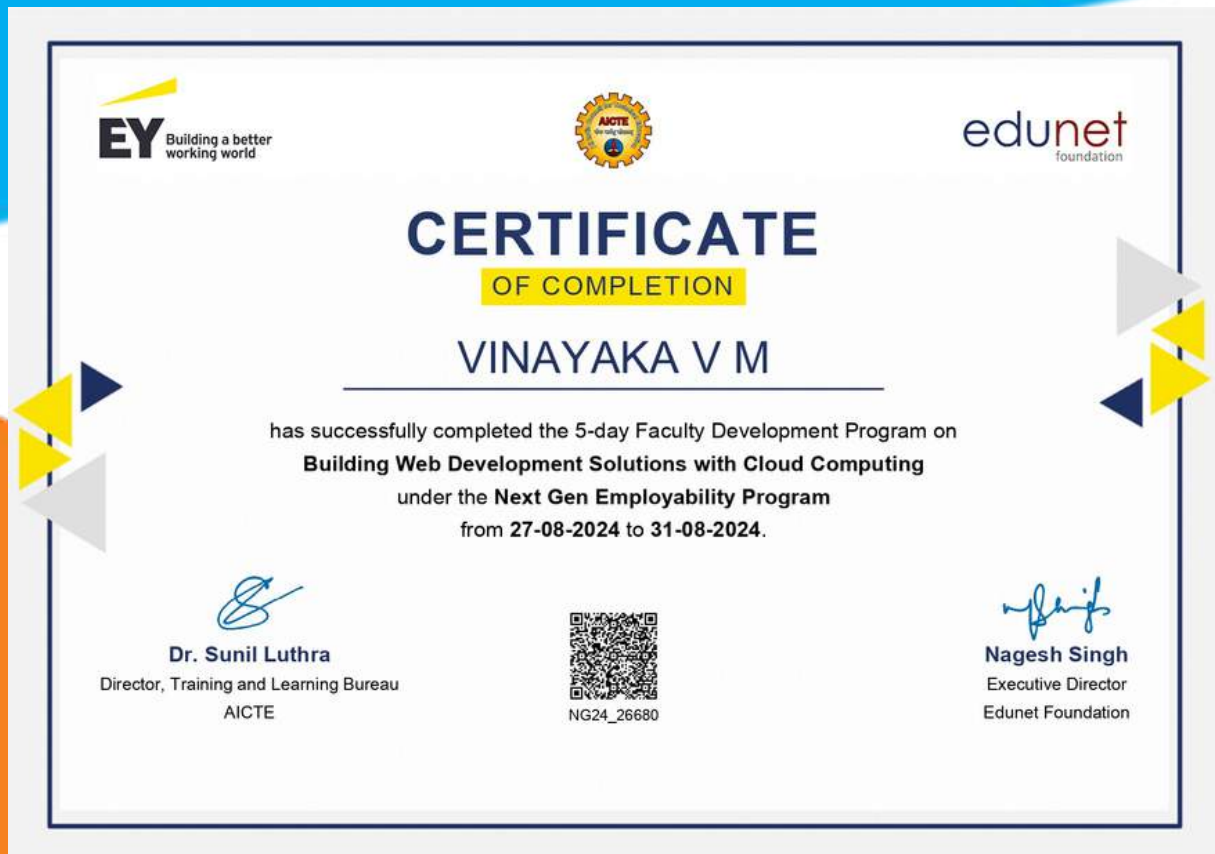 EY Building a better
working world
AICTE
edunet
foundation
CERTIFICATE
OF COMPLETION
VINAYAKA V M
has successfully completed the 5-day Faculty Development Program on
Building Web Development Solutions with Cloud Computing
under the Next Gen Employability Program
from 27-08-2024 to 31-08-2024.
Dr. Sunil Luthra
Director, Training and Learning Bureau
AICTE
NG24_26680
Nagesh Singh
Executive Director
Edunet Foundation